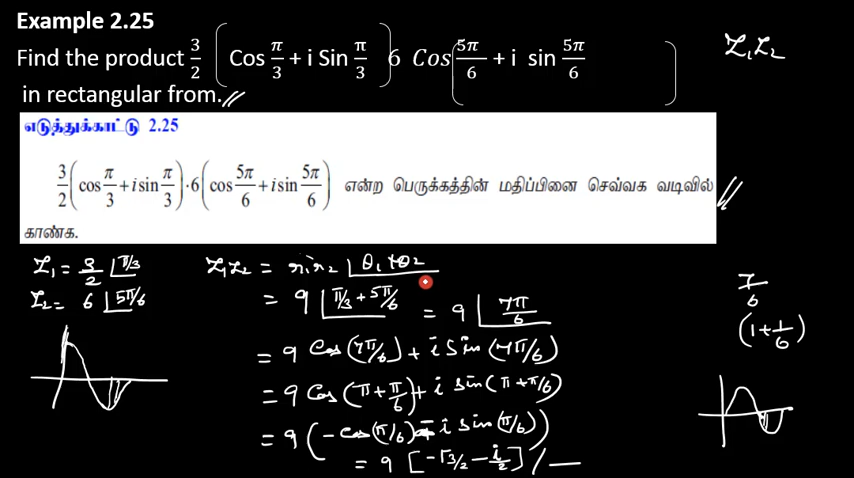 Example 2.25
Find the product 3/2 ( Cos π/3 + i Sin π/3 ) 6 Cos( 5π/6 + i sin 5π/6 )
Z₁Z₂
in rectangular from.
எடுத்துக்காட்டு 2.25
3/2 ( cos π/3 + i sin π/3 ) · 6 ( cos 5π/6 + i sin 5π/6 ) என்ற பெருக்கத்தின் மதிப்பினை செவ்வக வடிவில்
காண்க.
Z₁ = 3/2 ∠π/3
Z₂ = 6 ∠5π/6
Z₁Z₂ = r₁r₂ ∠θ₁+θ₂
= 9 ∠π/3 + 5π/6 = 9 ∠7π/6
= 9 Cos(7π/6) + i Sin(7π/6)
= 9 Cos(π + π/6) + i sin(π + π/6)
= 9 ( -cos(π/6) - i sin(π/6) )
= 9 [ -√3/2 - i/2 ]
7/6
(1 + 1/6)